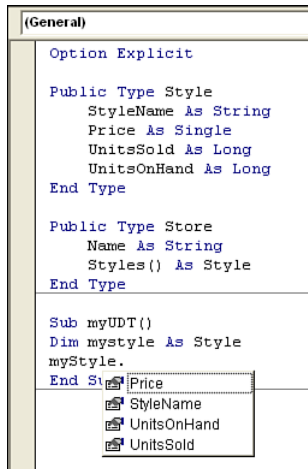 (General)
Option Explicit
Public Type Style
StyleName As String
Price As Single
UnitsSold As Long
UnitsOnHand As Long
End Type
Public Type Store
Name As String
Styles() As Style
End Type
Sub myUDT()
Dim mystyle As Style
myStyle.
End Su
Price
StyleName
UnitsOnHand
UnitsSold